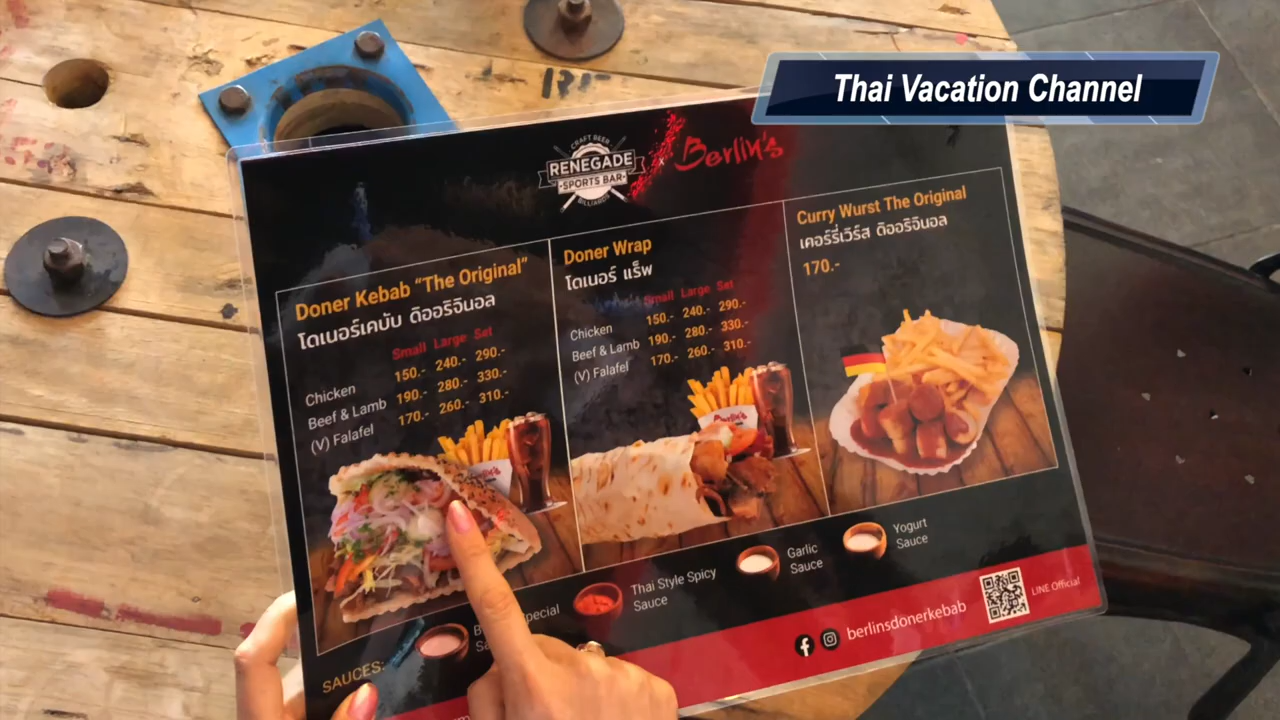 Thai Vacation Channel
CRAFT BEER
RENEGADE
SPORTS BAR
BILLIARDS
x
Berlin's
Doner Kebab “The Original”
โดเนอร์เคบับ ดิออริจินอล
Small Large Set
Chicken 150.- 240.- 290.-
Beef & Lamb 190.- 280.- 330.-
(V) Falafel 170.- 260.- 310.-
Doner Wrap
โดเนอร์ แร็พ
Small Large Set
Chicken 150.- 240.- 290.-
Beef & Lamb 190.- 280.- 330.-
(V) Falafel 170.- 260.- 310.-
Curry Wurst The Original
เคอร์รี่เวิร์ส ดิออริจินอล
170.-
Berlin's
SAUCES:
Thai Style Spicy
Sauce
Garlic
Sauce
Yogurt
Sauce
berlinsdonerkebab
LINE Official